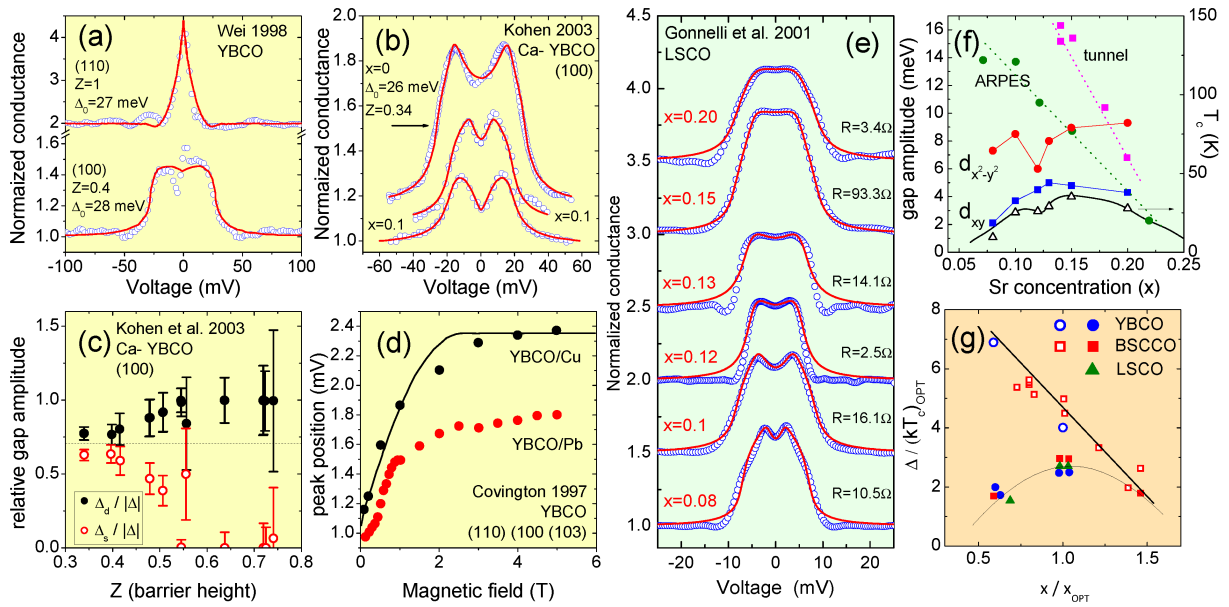 (a)
Wei 1998
YBCO
(110)
Z=1
Δ0=27 meV
(100)
Z=0.4
Δ0=28 meV
4
3
2
1.4
1.2
1.0
-100
-50
0
50
100
Voltage (mV)
Normaized conductance
(b)
Kohen 2003
Ca- YBCO
(100)
x=0
Δ0=26 meV
Z=0.34
x=0.1
x=0.1
2.0
1.8
1.6
1.4
1.2
1.0
-60
-40
-20
0
20
40
60
Voltage (mV)
Normaized conductance
(c)
Kohen et al. 2003
Ca- YBCO
(100)
Δd / |Δ|
Δs / |Δ|
1.5
1.0
0.5
0.0
0.3
0.4
0.5
0.6
0.7
0.8
Z (barrier height)
relative gap amplitude
(d)
YBCO/Cu
YBCO/Pb
Covington 1997
YBCO
(110) (100 (103)
2.4
2.2
2.0
1.8
1.6
1.4
1.2
1.0
0
2
4
6
Magnetic field (T)
peak position (mV)
Gonnelli et al. 2001
LSCO
(e)
x=0.20
R=3.4Ω
x=0.15
R=93.3Ω
x=0.13
R=14.1Ω
x=0.12
R=2.5Ω
x=0.1
R=16.1Ω
x=0.08
R=10.5Ω
4.5
4.0
3.5
3.0
2.5
2.0
1.5
1.0
-20
-10
0
10
20
Voltage (mV)
Normalized conductance
(f)
tunnel
ARPES
dx²-y²
dxy
16
14
12
10
8
6
4
2
0
150
100
50
0
0.05
0.10
0.15
0.20
0.25
Sr concentration (x)
gap amplitude (meV)
Tc (K)
(g)
YBCO
BSCCO
LSCO
8
6
4
2
0
0.5
1.0
1.5
x / xOPT
Δ / (kTc)OPT